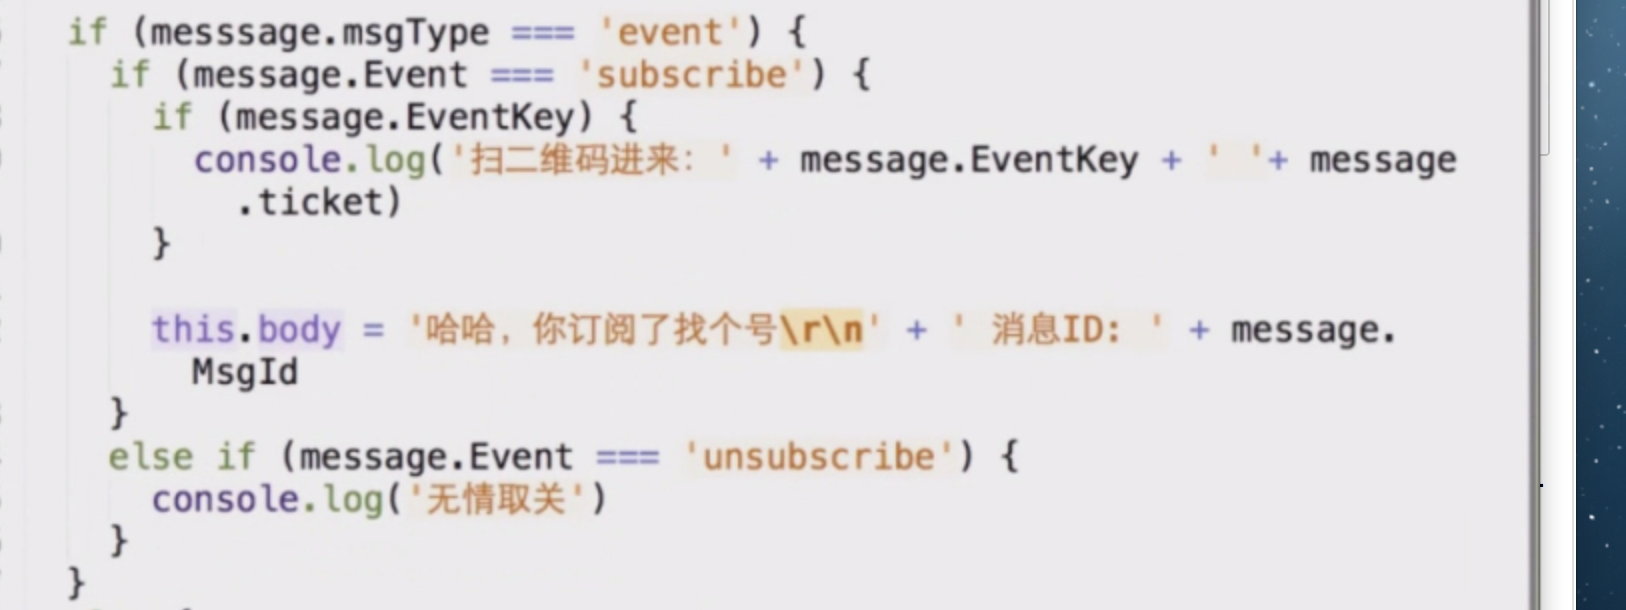 if (messsage.msgType === 'event') {
if (message.Event === 'subscribe') {
if (message.EventKey) {
console.log('扫二维码进来: ' + message.EventKey + ' '+ message
.ticket)
}
this.body = '哈哈，你订阅了找个号\r\n' + ' 消息ID: ' + message.
MsgId
}
else if (message.Event === 'unsubscribe') {
console.log('无情取关')
}
}